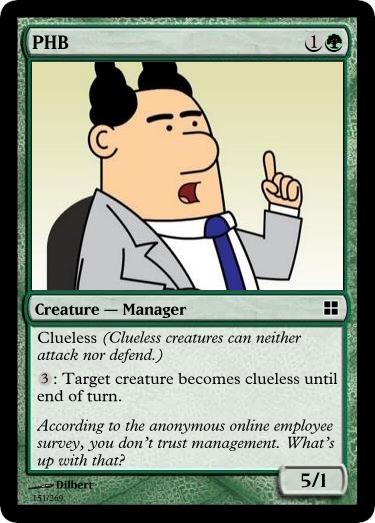 PHB 1
Creature — Manager
Clueless (Clueless creatures can neither
attack nor defend.)
3: Target creature becomes clueless until
end of turn.
According to the anonymous online employee
survey, you don't trust management. What's
up with that?
5/1
Dilbert
151/269